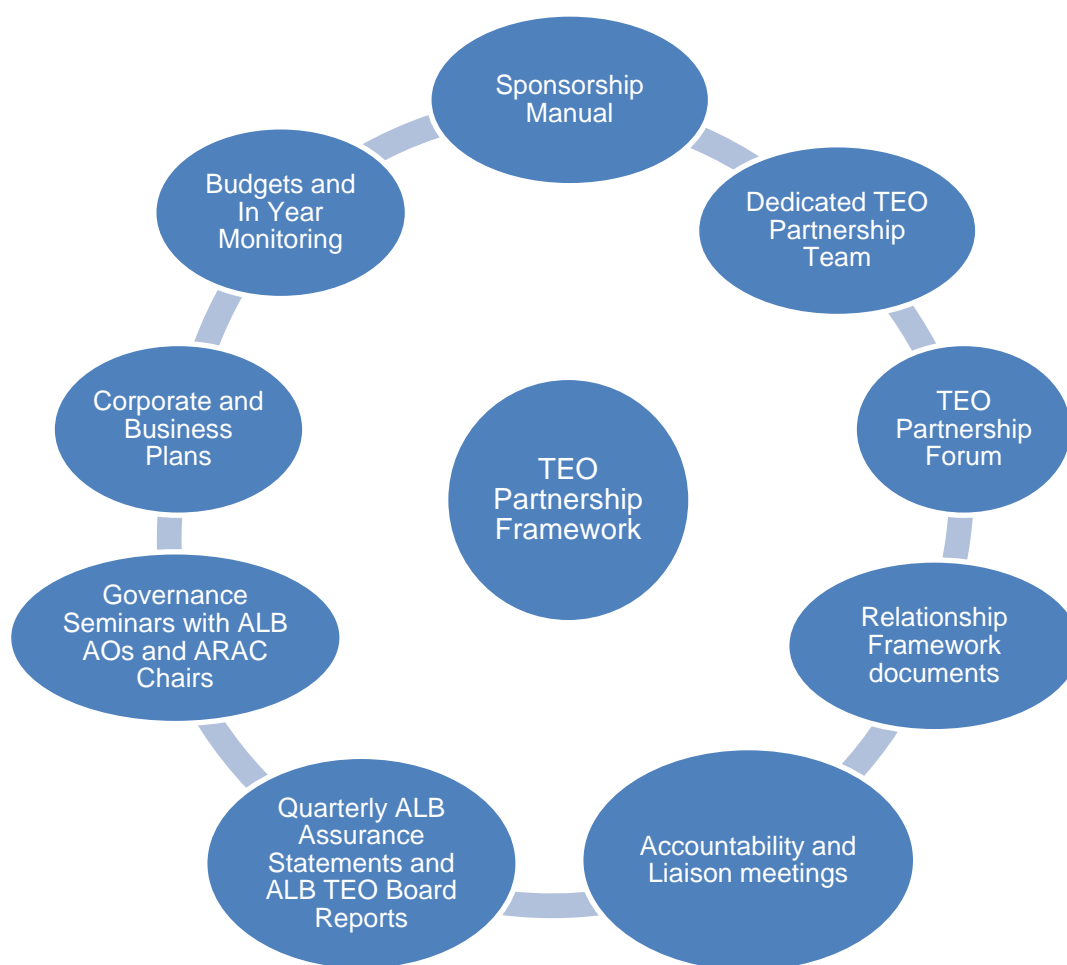 Sponsorship
Manual
Dedicated TEO
Partnership
Team
TEO
Partnership
Forum
Relationship
Framework
documents
Accountability and
Liaison meetings
Quarterly ALB
Assurance
Statements and
ALB TEO Board
Reports
Governance
Seminars with ALB
AOs and ARAC
Chairs
Corporate and
Business
Plans
Budgets and
In Year
Monitoring
TEO
Partnership
Framework